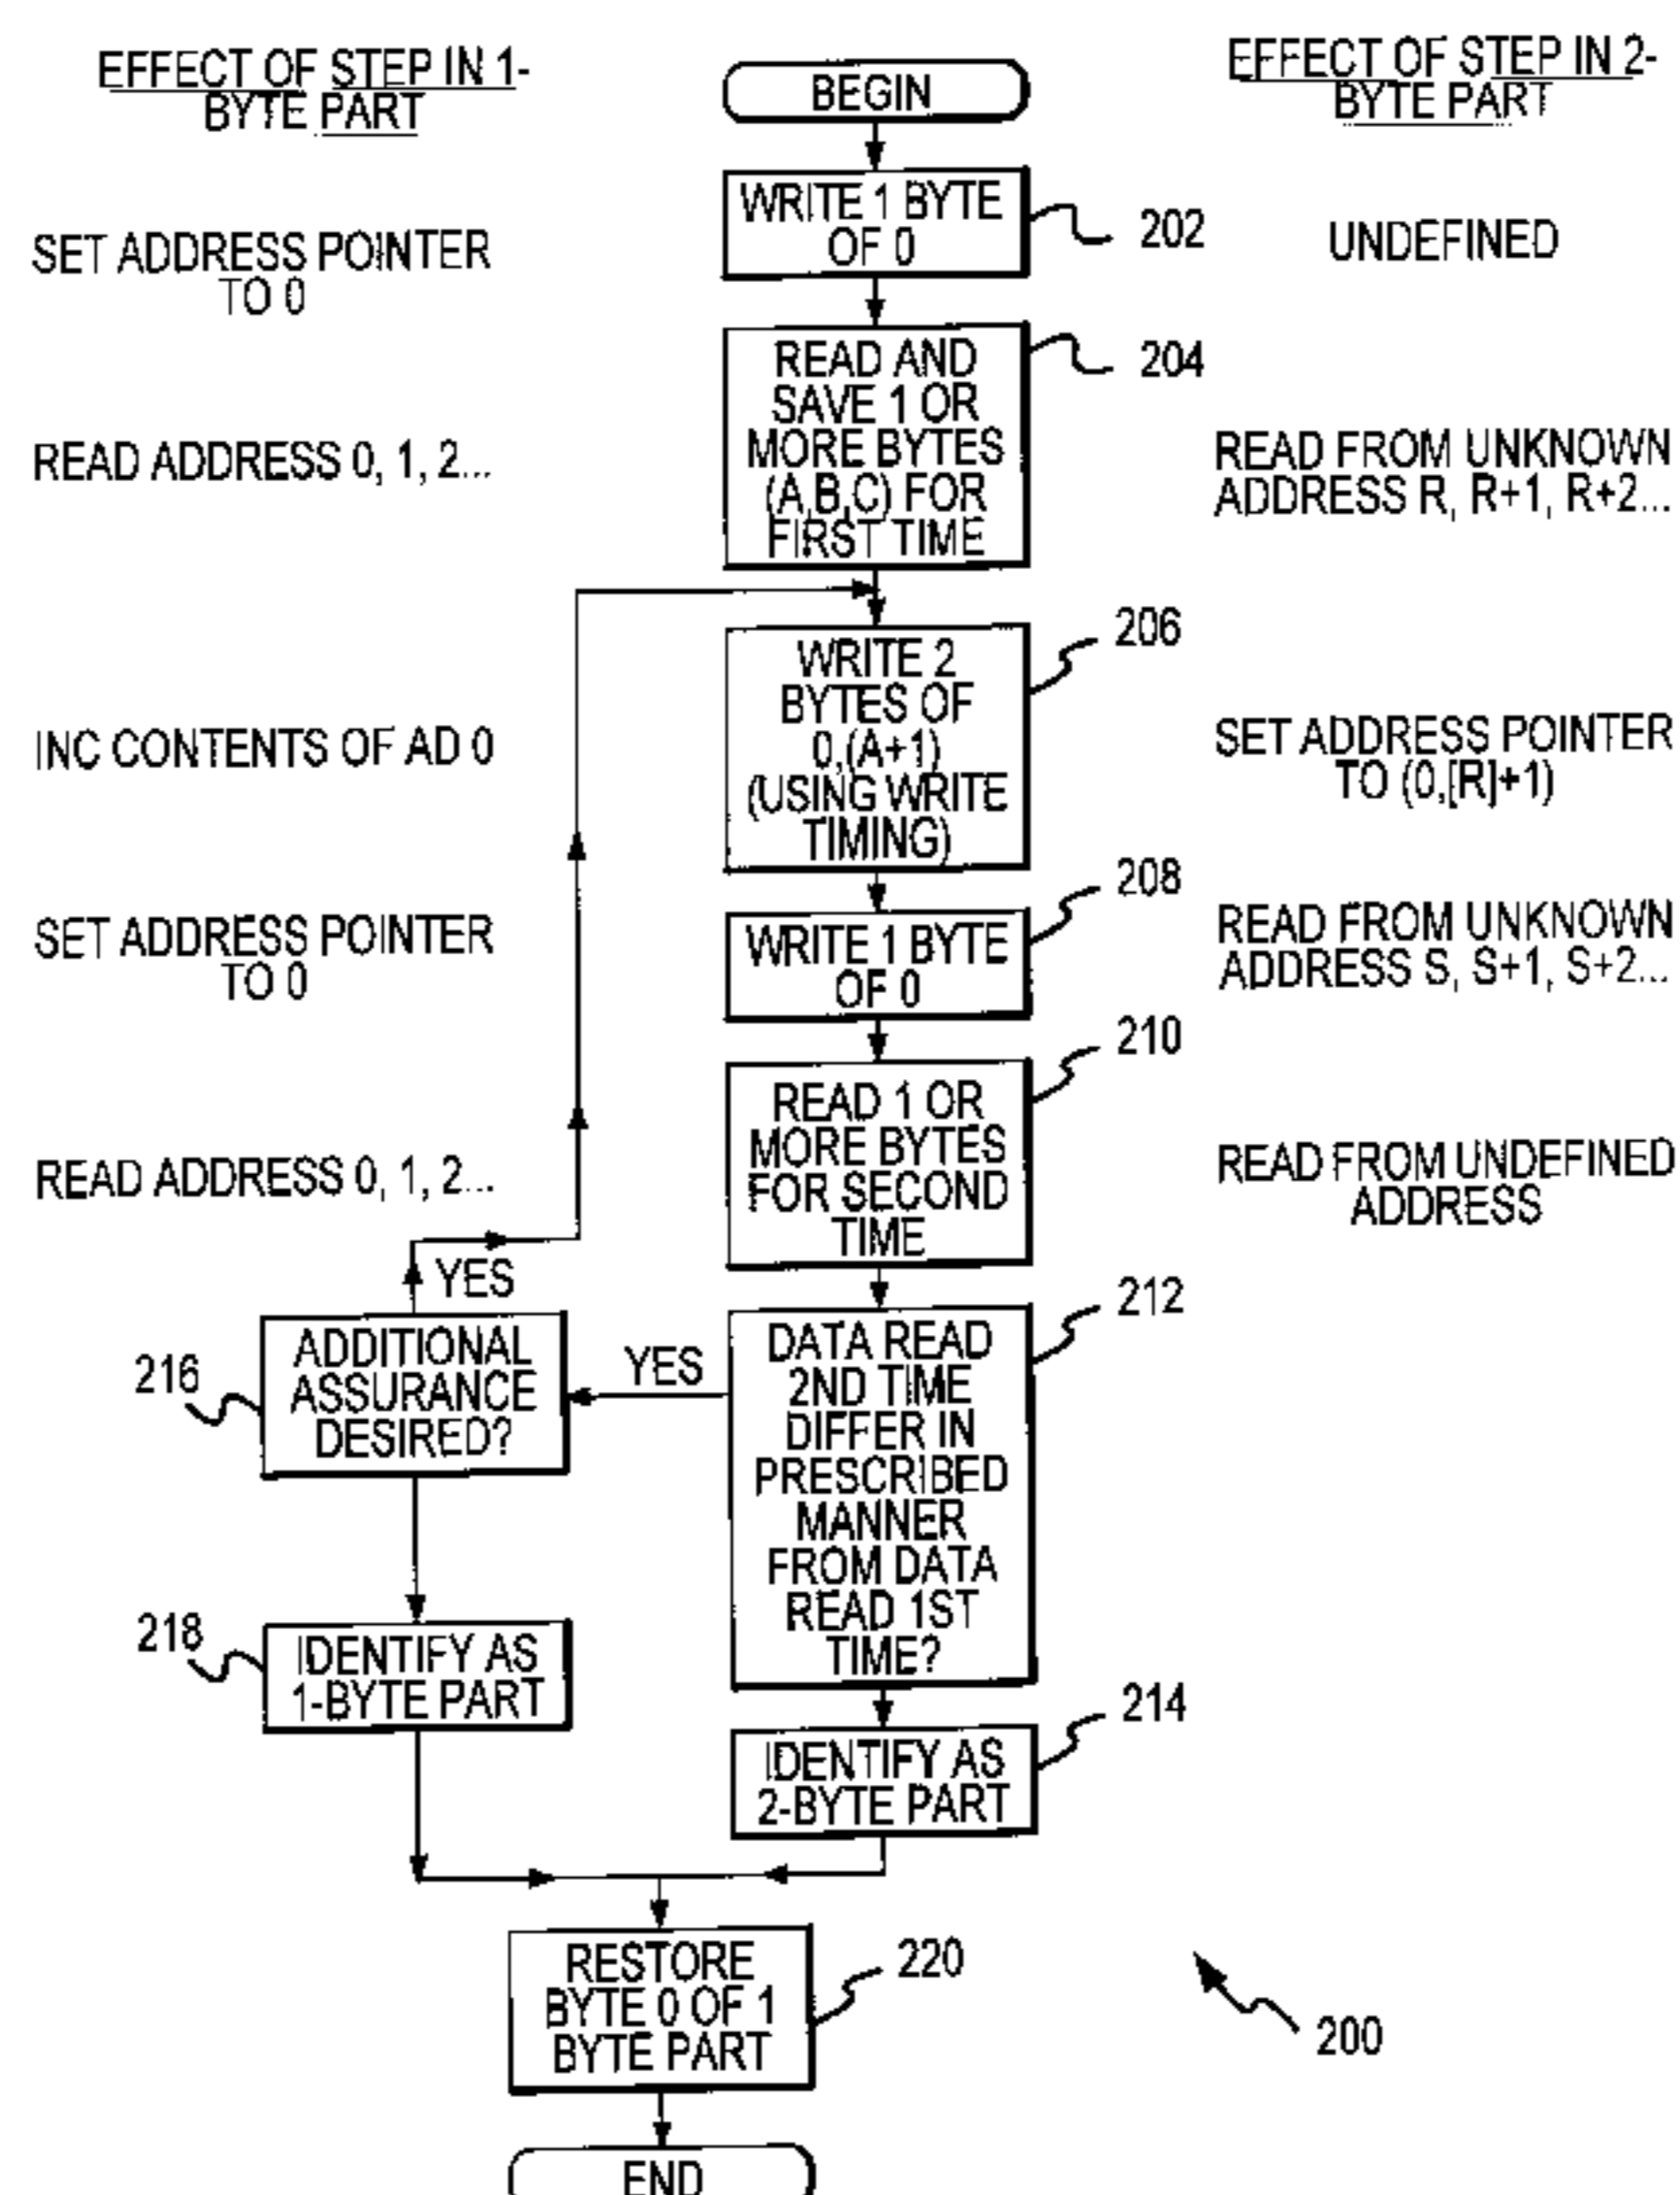 EFFECT OF STEP IN 1-
BYTE PART
BEGIN
EFFECT OF STEP IN 2-
BYTE PART
SET ADDRESS POINTER
TO 0
WRITE 1 BYTE
OF 0
202
UNDEFINED
READ ADDRESS 0, 1, 2...
READ AND
SAVE 1 OR
MORE BYTES
(A,B,C) FOR
FIRST TIME
204
READ FROM UNKNOWN
ADDRESS R, R+1, R+2...
INC CONTENTS OF AD 0
WRITE 2
BYTES OF
0,(A+1)
(USING WRITE
TIMING)
206
SET ADDRESS POINTER
TO (0,[R]+1)
SET ADDRESS POINTER
TO 0
WRITE 1 BYTE
OF 0
208
READ FROM UNKNOWN
ADDRESS S, S+1, S+2...
READ ADDRESS 0, 1, 2...
READ 1 OR
MORE BYTES
FOR SECOND
TIME
210
READ FROM UNDEFINED
ADDRESS
YES
216
ADDITIONAL
ASSURANCE
DESIRED?
YES
DATA READ
2ND TIME
DIFFER IN
PRESCRIBED
MANNER
FROM DATA
READ 1ST
TIME?
212
218
IDENTIFY AS
1-BYTE PART
IDENTIFY AS
2-BYTE PART
214
RESTORE
BYTE 0 OF 1
BYTE PART
220
200
END